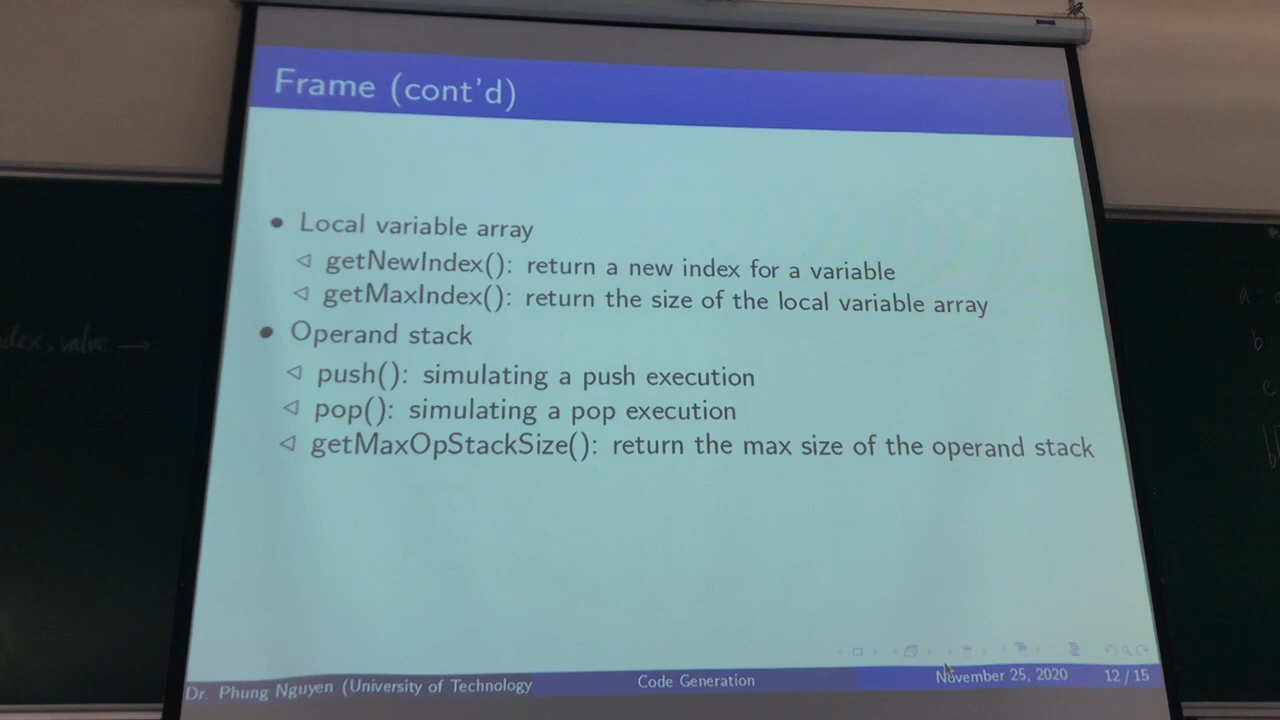 Frame (cont'd)
• Local variable array
◁ getNewIndex(): return a new index for a variable
◁ getMaxIndex(): return the size of the local variable array
• Operand stack
◁ push(): simulating a push execution
◁ pop(): simulating a pop execution
◁ getMaxOpStackSize(): return the max size of the operand stack
value →
a
b
Dr. Phung Nguyen (University of Technology
Code Generation
November 25, 2020
12 / 15